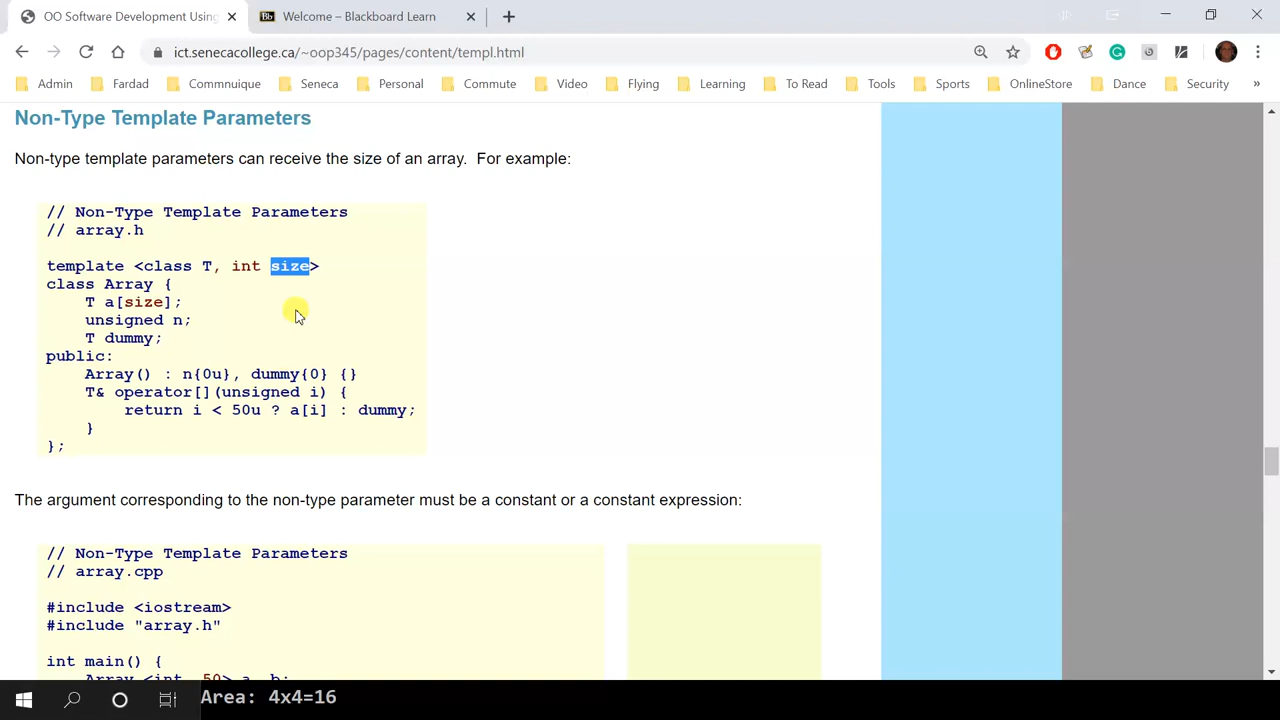 OO Software Development Using
Welcome – Blackboard Learn
ict.senecacollege.ca/~oop345/pages/content/templ.html
Admin Fardad Commnuique Seneca Personal Commute Video Flying Learning To Read Tools Sports OnlineStore Dance Security »
Non-Type Template Parameters
Non-type template parameters can receive the size of an array.  For example:
// Non-Type Template Parameters
// array.h
template <class T, int size>
class Array {
    T a[size];
    unsigned n;
    T dummy;
public:
    Array() : n{0u}, dummy{0} {}
    T& operator[](unsigned i) {
        return i < 50u ? a[i] : dummy;
    }
};
The argument corresponding to the non-type parameter must be a constant or a constant expression:
// Non-Type Template Parameters
// array.cpp
#include <iostream>
#include "array.h"
int main() {
    Array <int, 50> a, b;
Area: 4x4=16